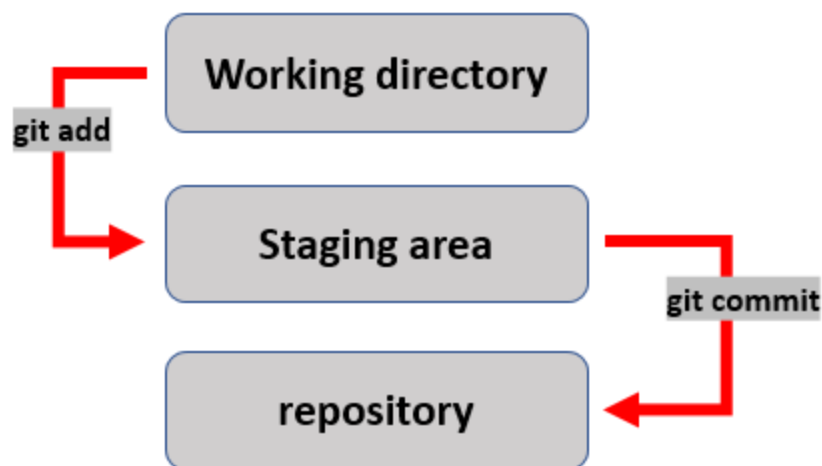 Working directory
git add
Staging area
git commit
repository